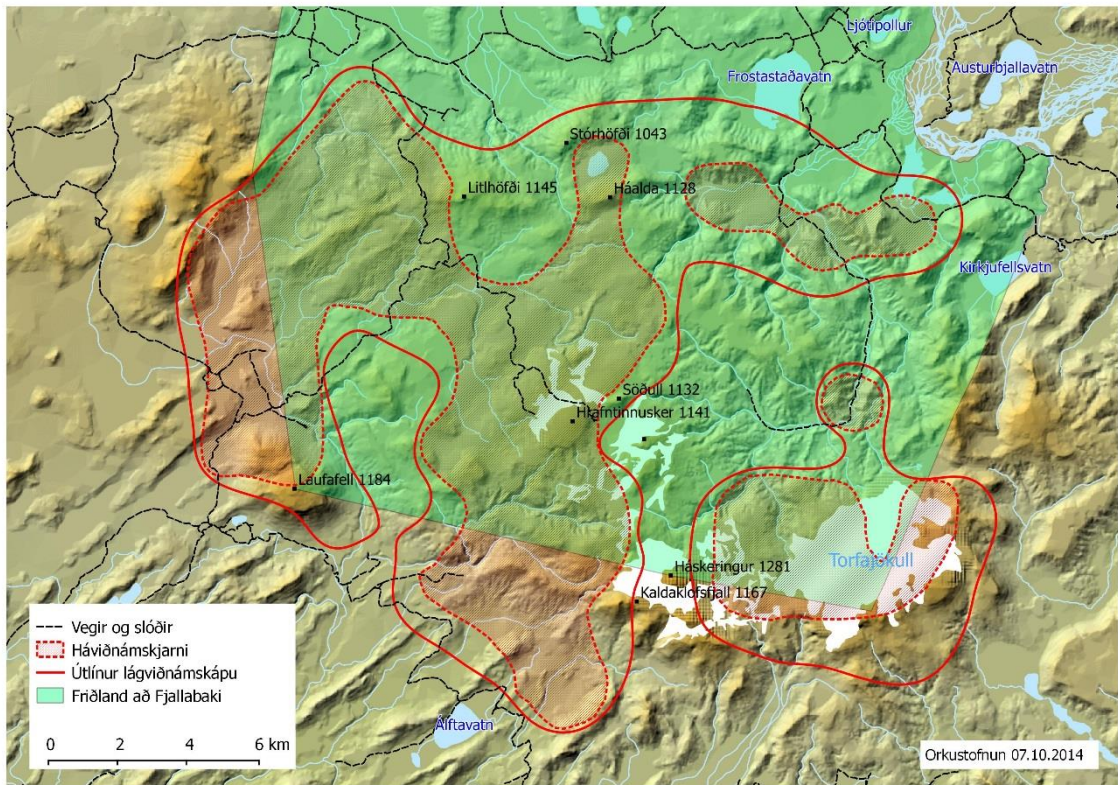 Ljótipollur
Frostastaðavatn
Austurbjallavatn
Stórhöfði 1043
Litlhöfði 1145
Háalda 1128
Kirkjufellsvatn
Söðull 1132
Hrafntinnusker 1141
Laufafell 1184
Torfajökull
Haskeringur 1281
Kaldaklofsfjall 1167
Álftavatn
Vegir og slóðir
Háviðnámskjarni
Útlínur lágviðnámskápu
Friðland að Fjallabaki
0 2 4 6 km
Orkustofnun 07.10.2014